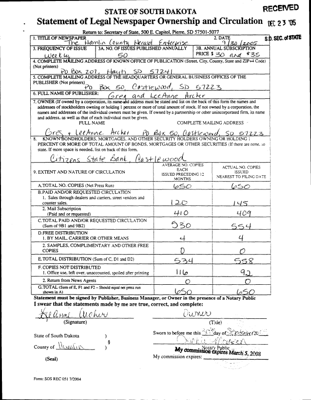 STATE OF SOUTH DAKOTA
Statement of Legal Newspaper Ownership and Circulation
RECEIVED
DEC 23 '05
S.D. SEC. OF STATE
Return to: Secretary of State, 500 E. Capitol, Pierre, SD 57501-5077
1. TITLE OF NEWSPAPER
The Hamlin County Herald Enterprise
2. DATE
3. FREQUENCY OF ISSUE
Weekly
3A. NO. OF ISSUES PUBLISHED ANNUALLY
50
3B. ANNUAL SUBSCRIPTION
PRICE $ 30 and $35
4. COMPLETE MAILING ADDRESS OF KNOWN OFFICE OF PUBLICATION (Street, City, County, State and ZIP+4 Code)
(Not printers)
PO Box 207, Hayti SD 57241
5. COMPLETE MAILING ADDRESS OF THE HEADQUARTERS OR GENERAL BUSINESS OFFICES OF THE
PUBLISHER (Not printers)
PO Box 50, Castlewood, SD 57223
6. FULL NAME OF PUBLISHER:
Greg and LeeAnne Archer
7. OWNER (If owned by a corporation, its name and address must be stated and list on the back of this form the names and
addresses of stockholders owning or holding 1 percent or more of total amount of stock. If not owned by a corporation, the
names and addresses of the individual owners must be given. If owned by a partnership or other unincorporated firm, its name
and address, as well as that of each individual must be given.
FULL NAME
COMPLETE MAILING ADDRESS
Greg & LeeAnne Archer PO Box 50, Castlewood, SD 57223
8. KNOWN BONDHOLDERS, MORTGAGES, AND OTHER SECURITY HOLDERS OWNING OR HOLDING 1
PERCENT OR MORE OF TOTAL AMOUNT OF BONDS, MORTGAGES OR OTHER SECURITIES (If there are none, so
state. If more space is needed, list on back of this form.
Citizens State Bank, Castlewood
9. EXTENT AND NATURE OF CIRCULATION
AVERAGE NO. COPIES
EACH
ISSUED PRECEDING 12
MONTHS
ACTUAL NO. COPIES
ISSUED
NEAREST TO FILING DATE
A. TOTAL NO. COPIES (Net Press Run)
650
650
B. PAID AND/OR REQUESTED CIRCULATION
1. Sales through dealers and carriers, street vendors and
counter sales.
120
145
2. Mail Subscription
(Paid and/or requested)
410
409
C. TOTAL PAID AND/OR REQUESTED CIRCULATION
(Sum of 9B1 and 9B2)
530
554
D. FREE DISTRIBUTION
1. BY MAIL, CARRIER OR OTHER MEANS
4
4
2. SAMPLES, COMPLIMENTARY AND OTHER FREE
COPIES
0
0
E. TOTAL DISTRIBUTION (Sum of C, D1 and D2)
534
558
F. COPIES NOT DISTRIBUTED
1. Office use, left over, unaccounted, spoiled after printing
116
92
2. Return from News Agents
0
0
G. TOTAL (Sum of E, F1 and F2 - Should equal net press run
shown in A)
650
650
Statement must be signed by Publisher, Business Manager, or Owner in the presence of a Notary Public
I swear that the statements made by me are true, correct, and complete:
LeeAnne Archer
Owner
(Signature)
(Title)
State of South Dakota )
County of Hamlin )
§
(Seal)
Sworn to before me this day of
Notary Public
My commission expires March 5, 2008
My commission expires:
Form: SOS REC 051 7/2004